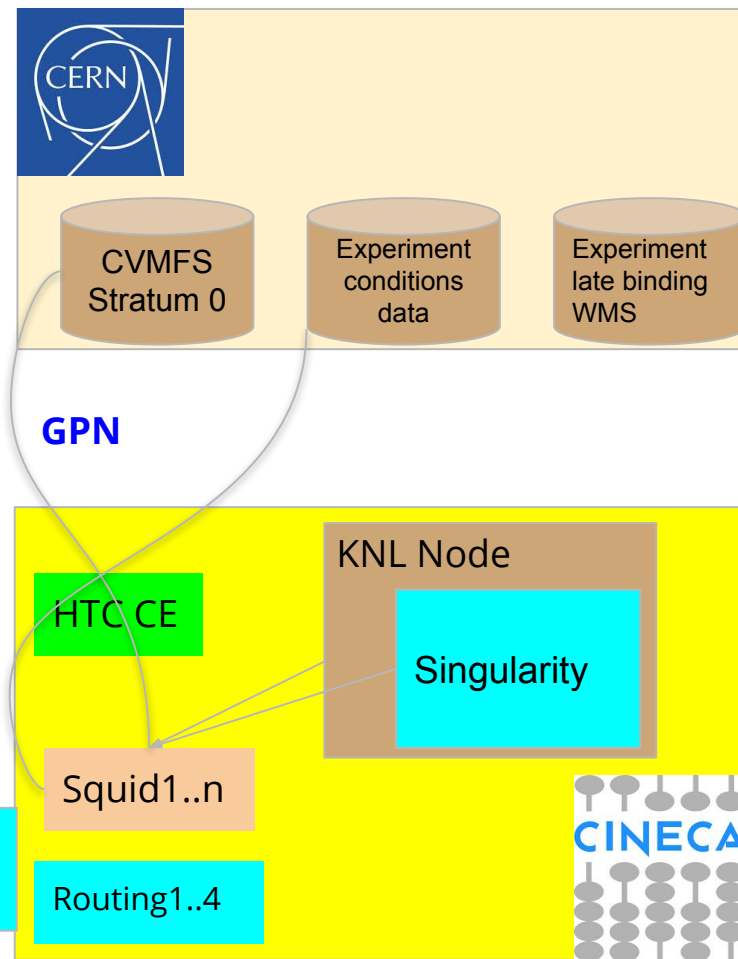 CERN
CVMFS
Stratum 0
Experiment
conditions
data
Experiment
late binding
WMS
GPN
KNL Node
HTC CE
Singularity
Squid1..n
CINECA
Routing1..4